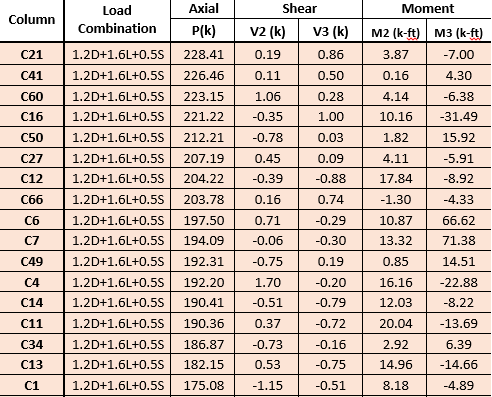 Column Load Combination Axial Shear Moment
P(k) V2 (k) V3 (k) M2 (k-ft) M3 (k-ft)
C21 1.2D+1.6L+0.5S 228.41 0.19 0.86 3.87 -7.00
C41 1.2D+1.6L+0.5S 226.46 0.11 0.50 0.16 4.30
C60 1.2D+1.6L+0.5S 223.15 1.06 0.28 4.14 -6.38
C16 1.2D+1.6L+0.5S 221.22 -0.35 1.00 10.16 -31.49
C50 1.2D+1.6L+0.5S 212.21 -0.78 0.03 1.82 15.92
C27 1.2D+1.6L+0.5S 207.19 0.45 0.09 4.11 -5.91
C12 1.2D+1.6L+0.5S 204.22 -0.39 -0.88 17.84 -8.92
C66 1.2D+1.6L+0.5S 203.78 0.16 0.74 -1.30 -4.33
C6 1.2D+1.6L+0.5S 197.50 0.71 -0.29 10.87 66.62
C7 1.2D+1.6L+0.5S 194.09 -0.06 -0.30 13.32 71.38
C49 1.2D+1.6L+0.5S 192.31 -0.75 0.19 0.85 14.51
C4 1.2D+1.6L+0.5S 192.20 1.70 -0.20 16.16 -22.88
C14 1.2D+1.6L+0.5S 190.41 -0.51 -0.79 12.03 -8.22
C11 1.2D+1.6L+0.5S 190.36 0.37 -0.72 20.04 -13.69
C34 1.2D+1.6L+0.5S 186.87 -0.73 -0.16 2.92 6.39
C13 1.2D+1.6L+0.5S 182.15 0.53 -0.75 14.96 -14.66
C1 1.2D+1.6L+0.5S 175.08 -1.15 -0.51 8.18 -4.89